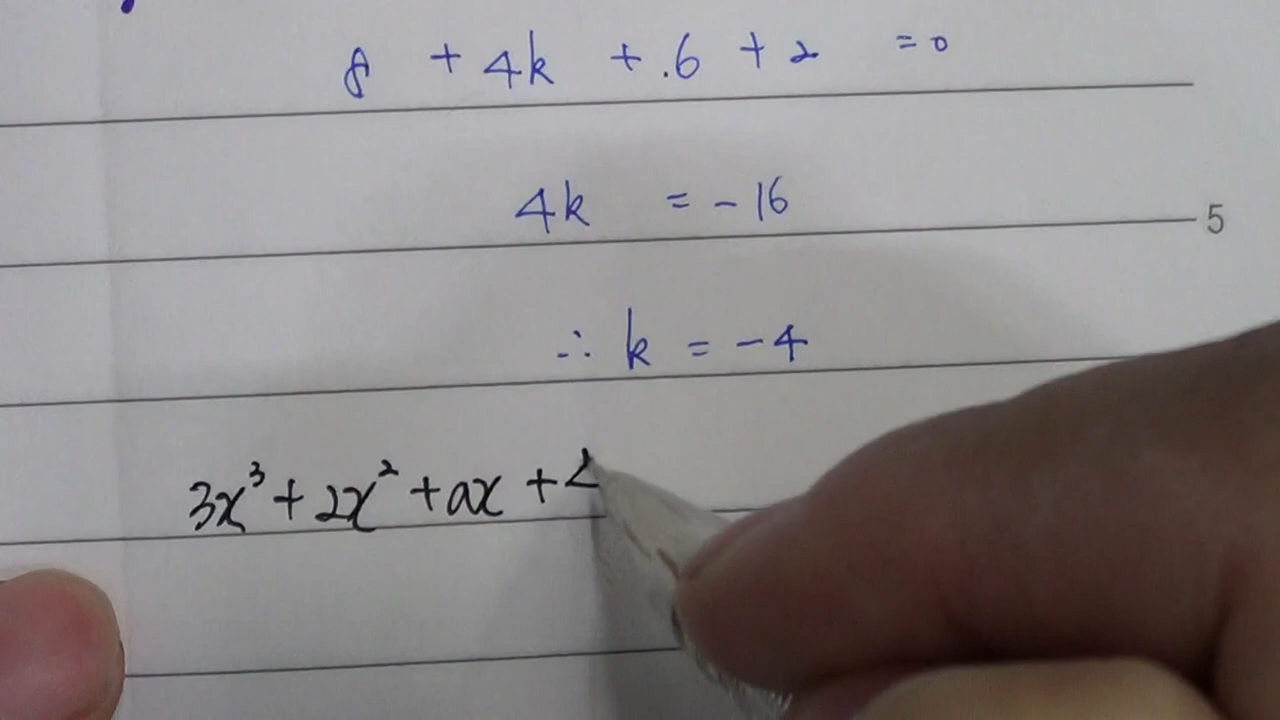 8 + 4k + .6 + 2 = 0
4k = -16
5
∴ k = -4
3x³ + 2x² + ax +